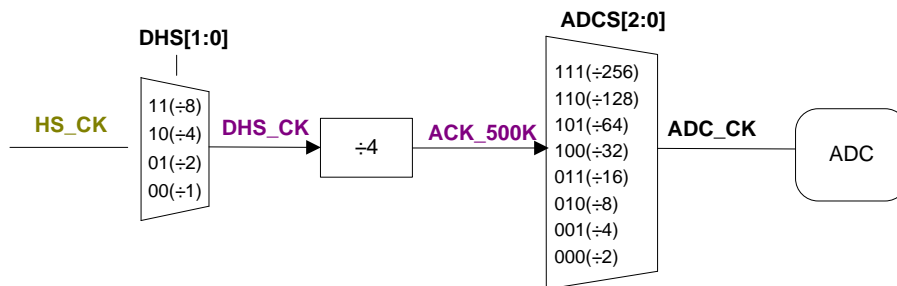 DHS[1:0]
HS_CK
11(÷8)
10(÷4)
01(÷2)
00(÷1)
DHS_CK
÷4
ACK_500K
ADCS[2:0]
111(÷256)
110(÷128)
101(÷64)
100(÷32)
011(÷16)
010(÷8)
001(÷4)
000(÷2)
ADC_CK
ADC